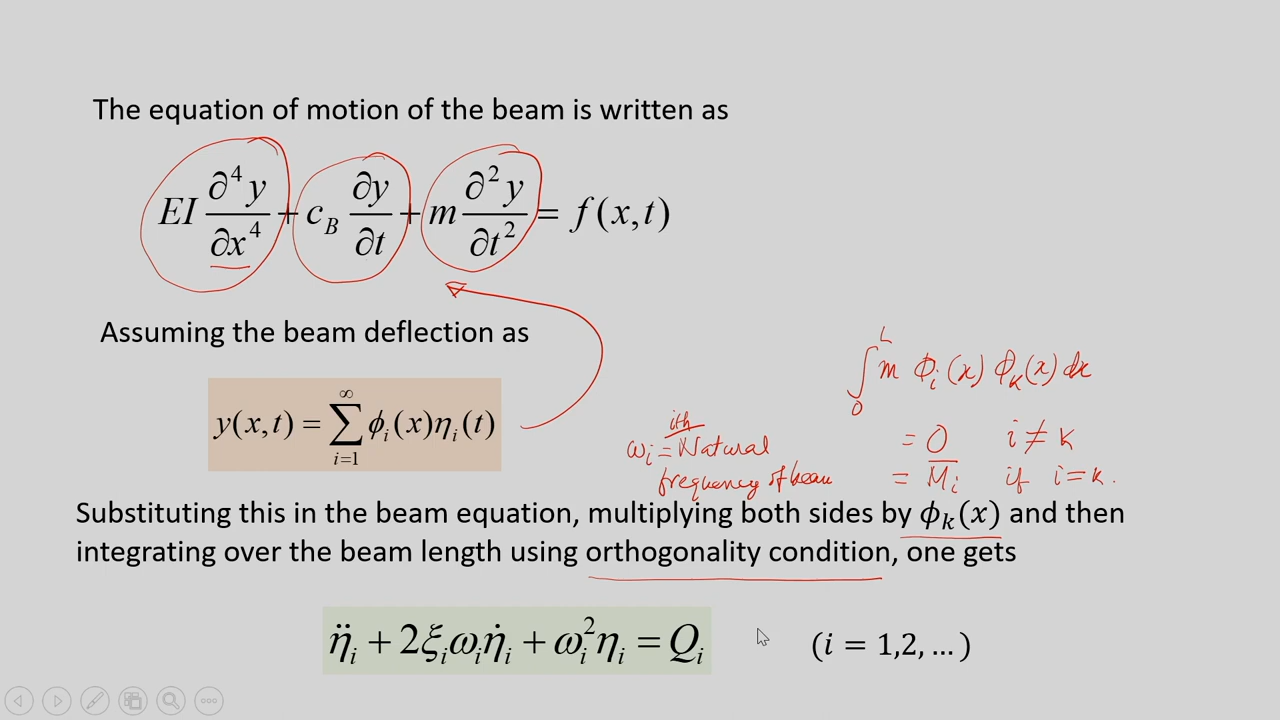 The equation of motion of the beam is written as
EI ∂⁴y/∂x⁴ + c_B ∂y/∂t + m ∂²y/∂t² = f(x,t)
Assuming the beam deflection as
y(x,t) = ∑_{i=1}^{∞} ϕ_i(x)η_i(t)
∫_0^L m ϕ_i(x) ϕ_k(x) dx
= 0 i ≠ k
= M_i if i = k.
ω_i = ith Natural
frequency of beam
Substituting this in the beam equation, multiplying both sides by ϕ_k(x) and then
integrating over the beam length using orthogonality condition, one gets
η̈_i + 2ξ_iω_iη̇_i + ω_i²η_i = Q_i (i = 1,2, …)